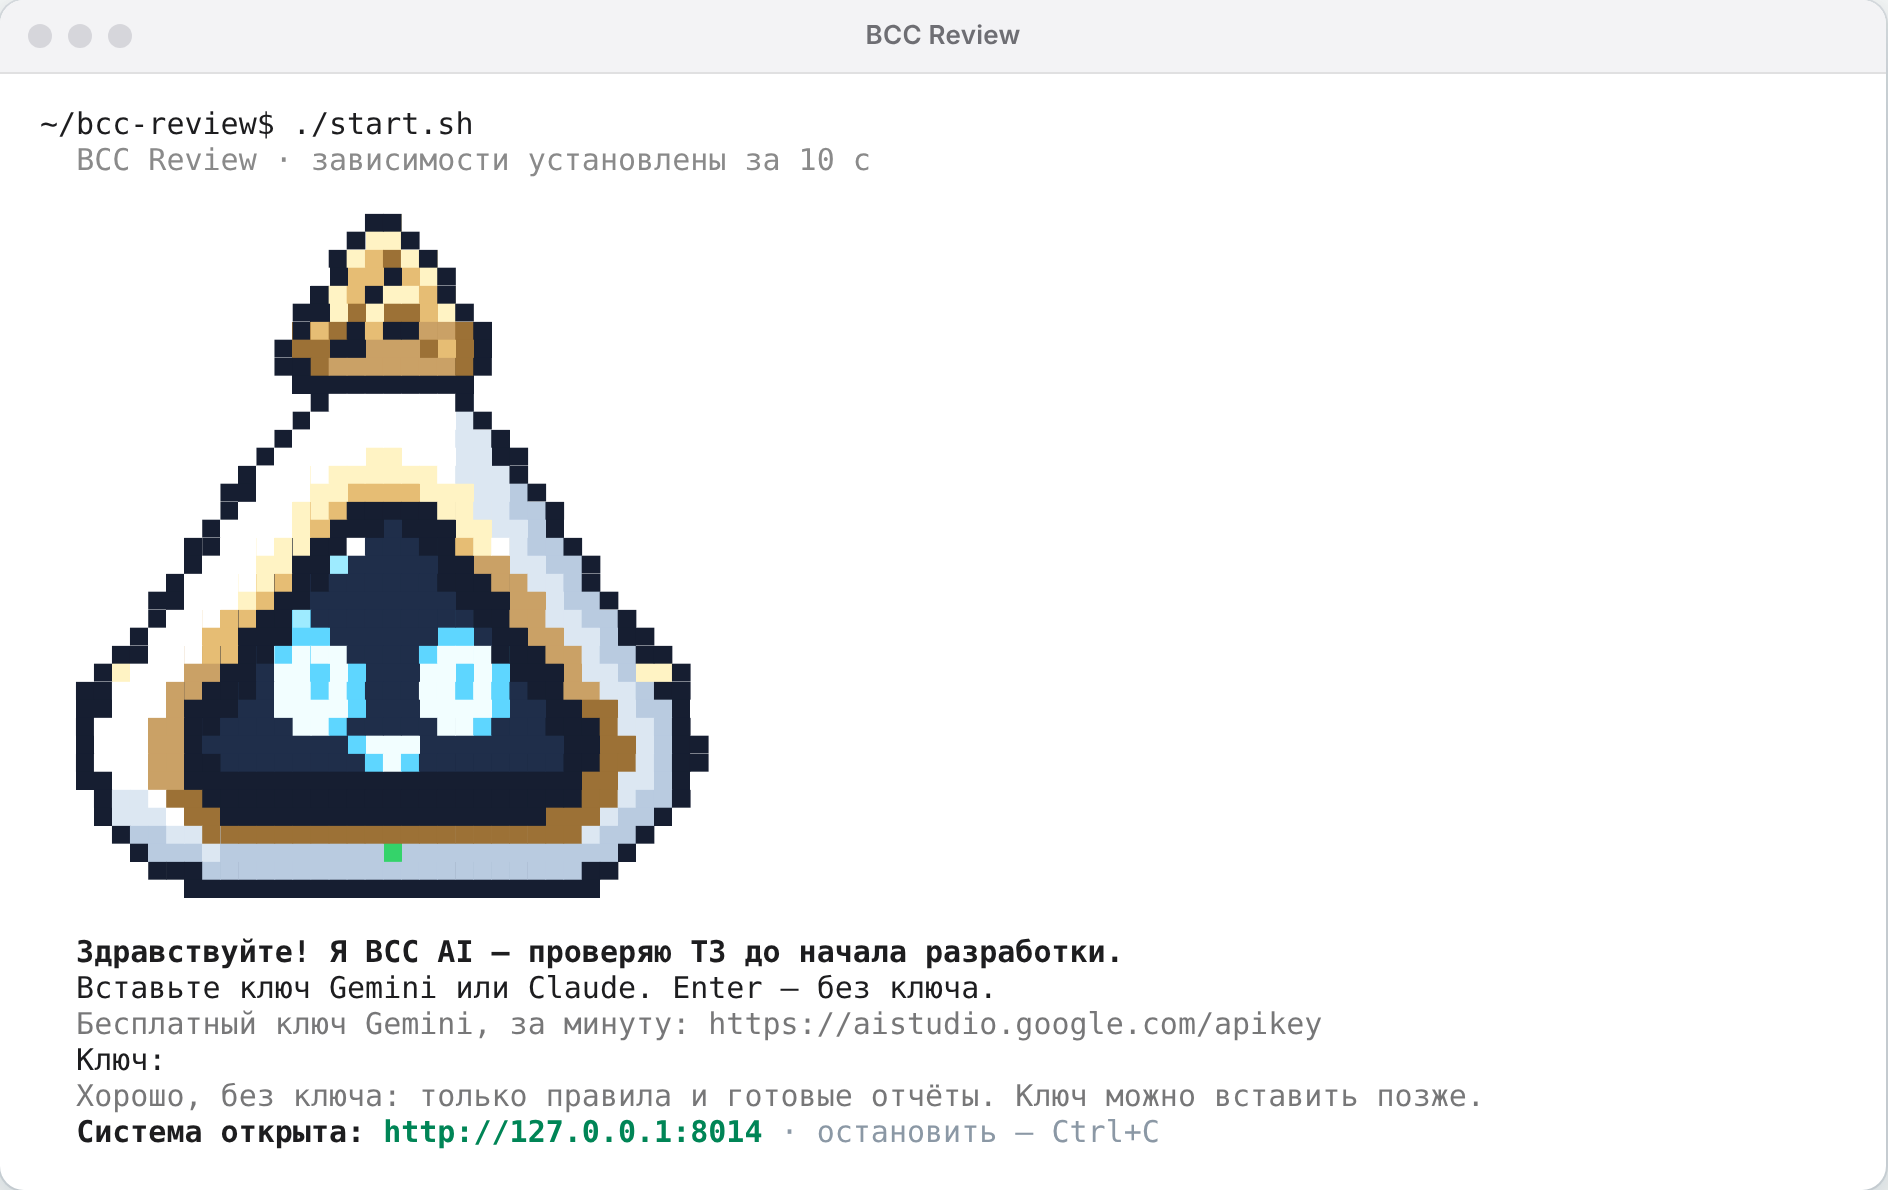 BCC Review
~/bcc-review$ ./start.sh
BCC Review · зависимости установлены за 10 с
Здравствуйте! Я BCC AI — проверяю ТЗ до начала разработки.
Вставьте ключ Gemini или Claude. Enter — без ключа.
Бесплатный ключ Gemini, за минуту: https://aistudio.google.com/apikey
Ключ:
Хорошо, без ключа: только правила и готовые отчёты. Ключ можно вставить позже.
Система открыта: http://127.0.0.1:8014 · остановить — Ctrl+C